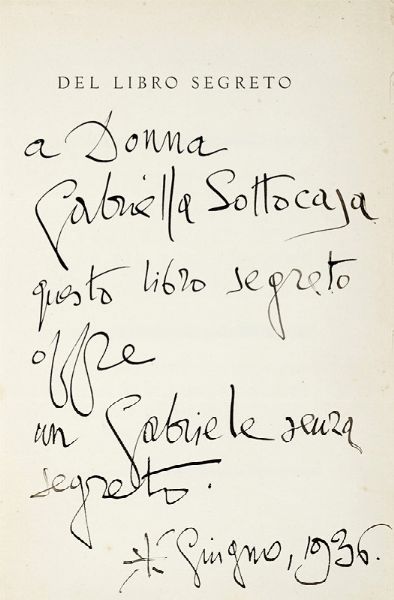 DEL LIBRO SEGRETO
a Donna
Gabriella Sottocasa
questo libro segreto
offre
un Gabriele senza
segreto.
Giugno, 1936.